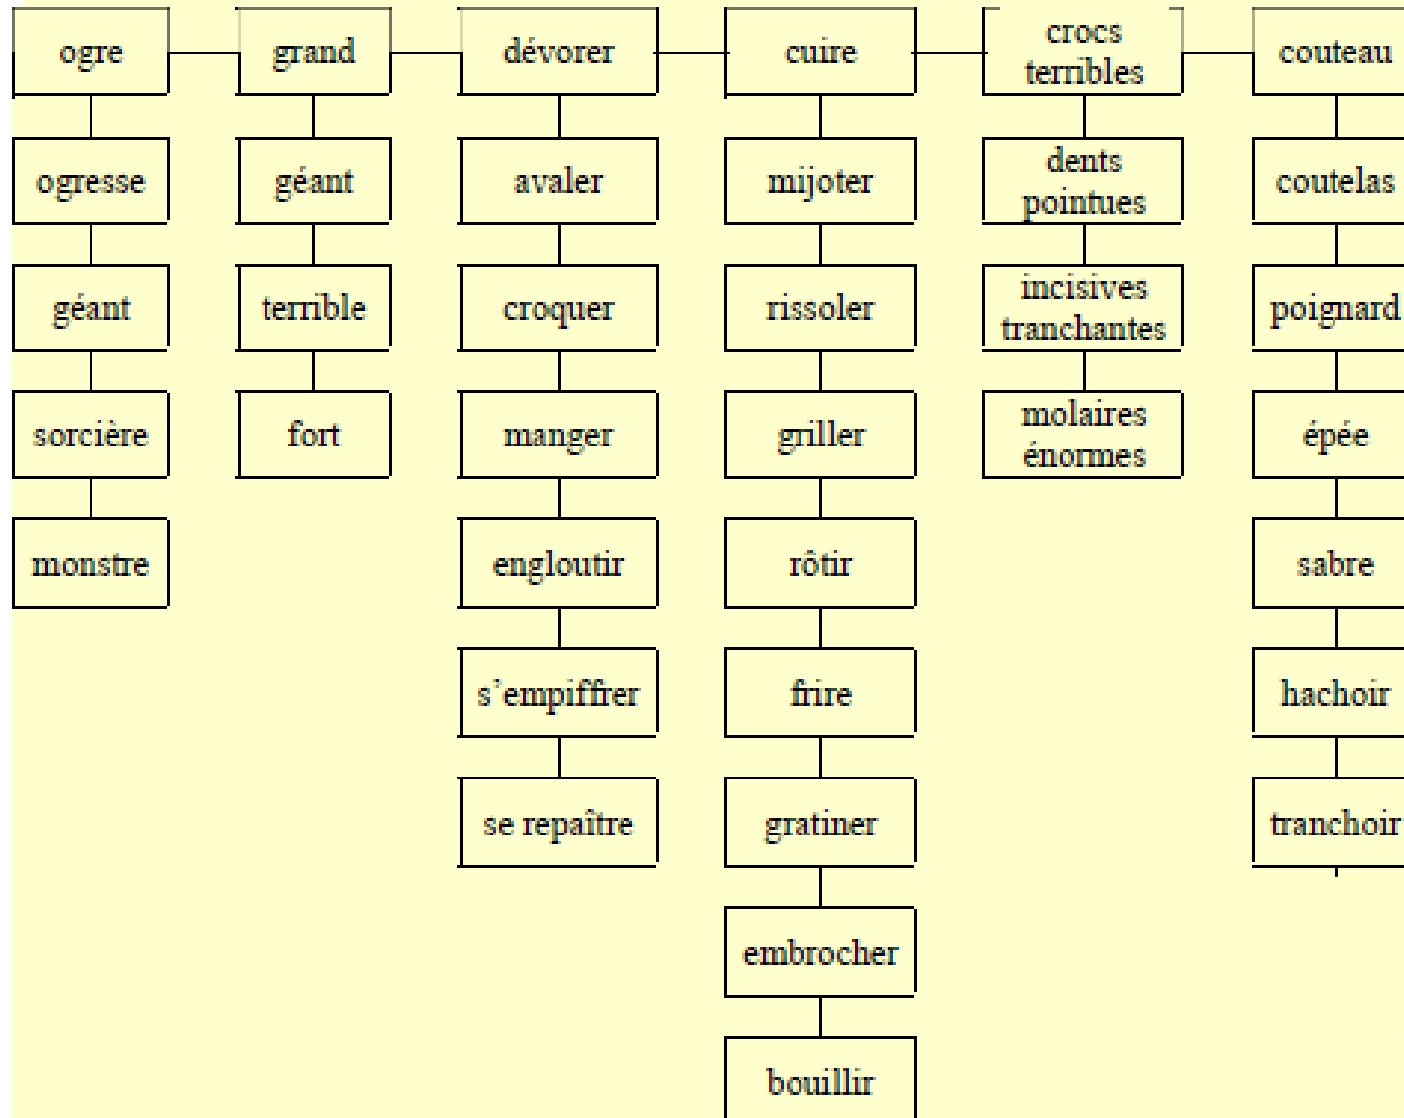 ogre
grand
dévorer
cuire
crocs
terribles
couteau
ogresse
géant
avaler
mijoter
dents
pointues
coutelas
géant
terrible
croquer
rissoler
incisives
tranchantes
poignard
sorcière
fort
manger
griller
molaires
énormes
épée
monstre
engloutir
rôtir
sabre
s'empiffrer
frire
hachoir
se repaître
gratiner
tranchoir
embrocher
bouillir